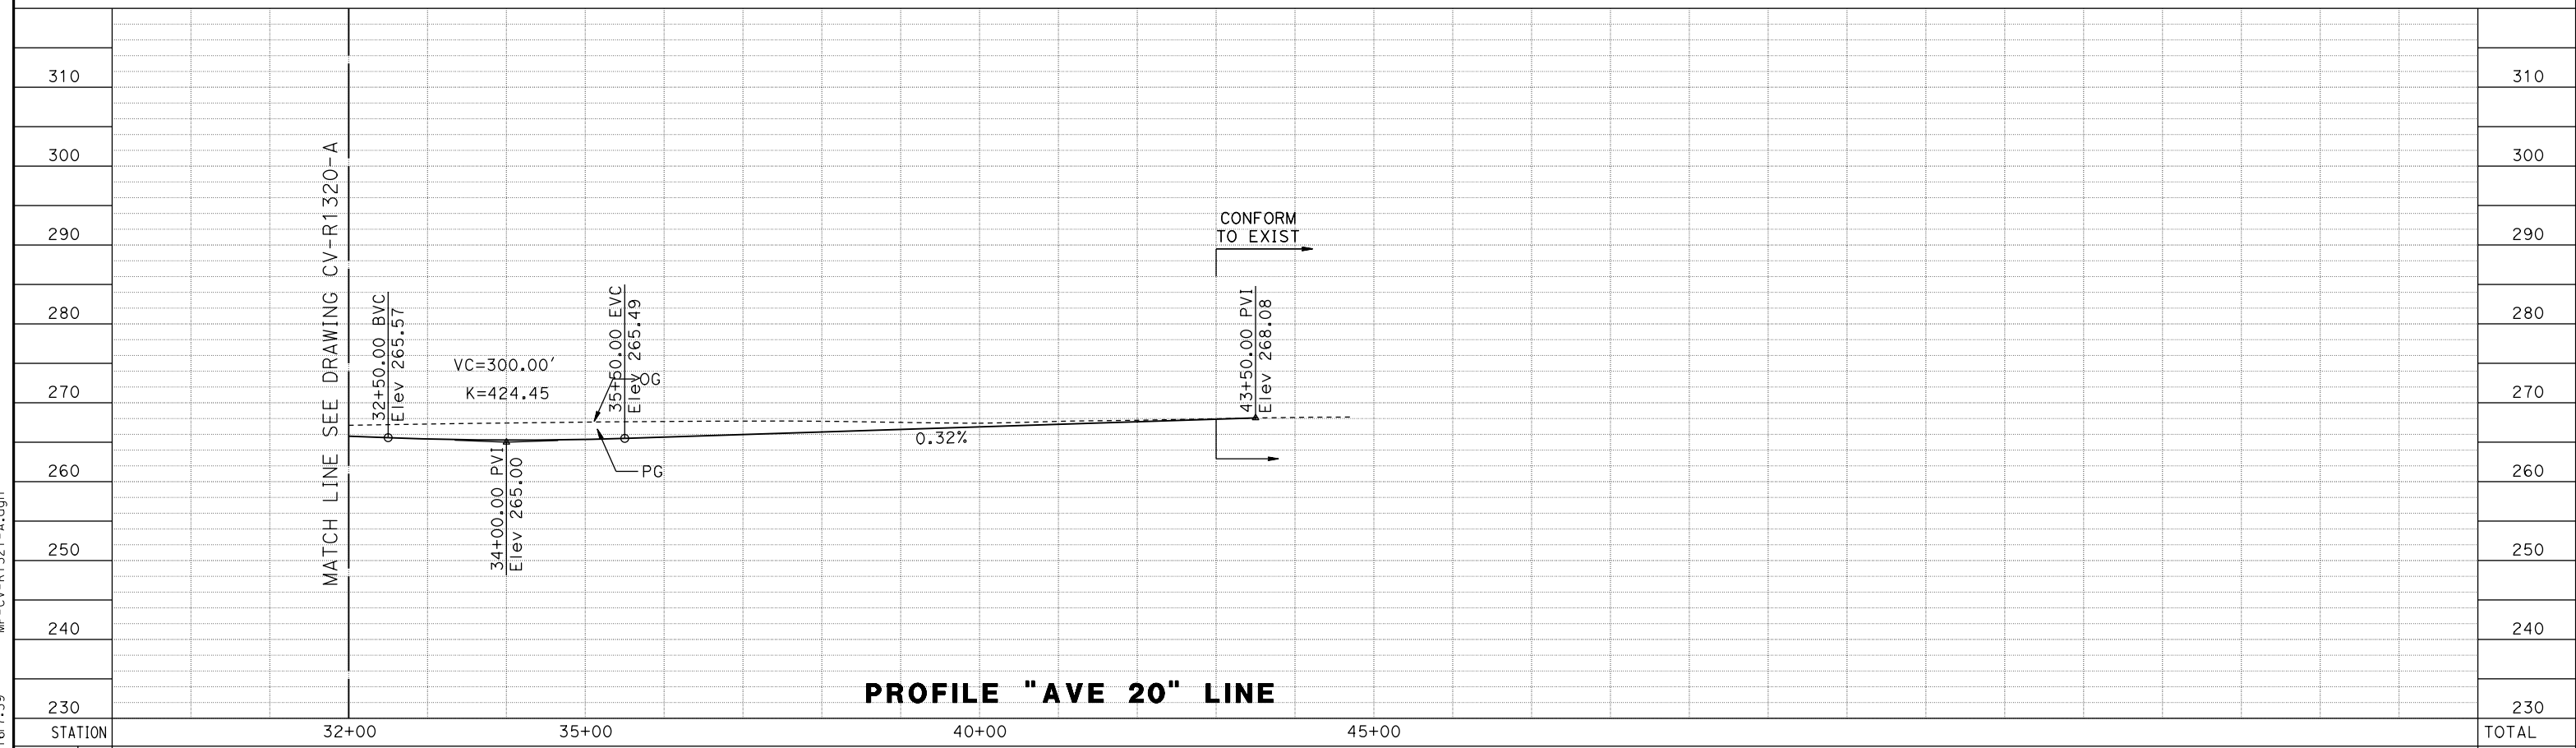 310
300
290
280
270
260
250
240
230
STATION
MATCH LINE SEE DRAWING CV-R1320-A
32+50.00 BVC
Elev 265.57
VC=300.00'
K=424.45
34+00.00 PVI
Elev 265.00
35+50.00 EVC
Elev 265.49
OG
PG
0.32%
CONFORM
TO EXIST
43+50.00 PVI
Elev 268.08
PROFILE "AVE 20" LINE
32+00
35+00
40+00
45+00
310
300
290
280
270
260
250
240
230
TOTAL